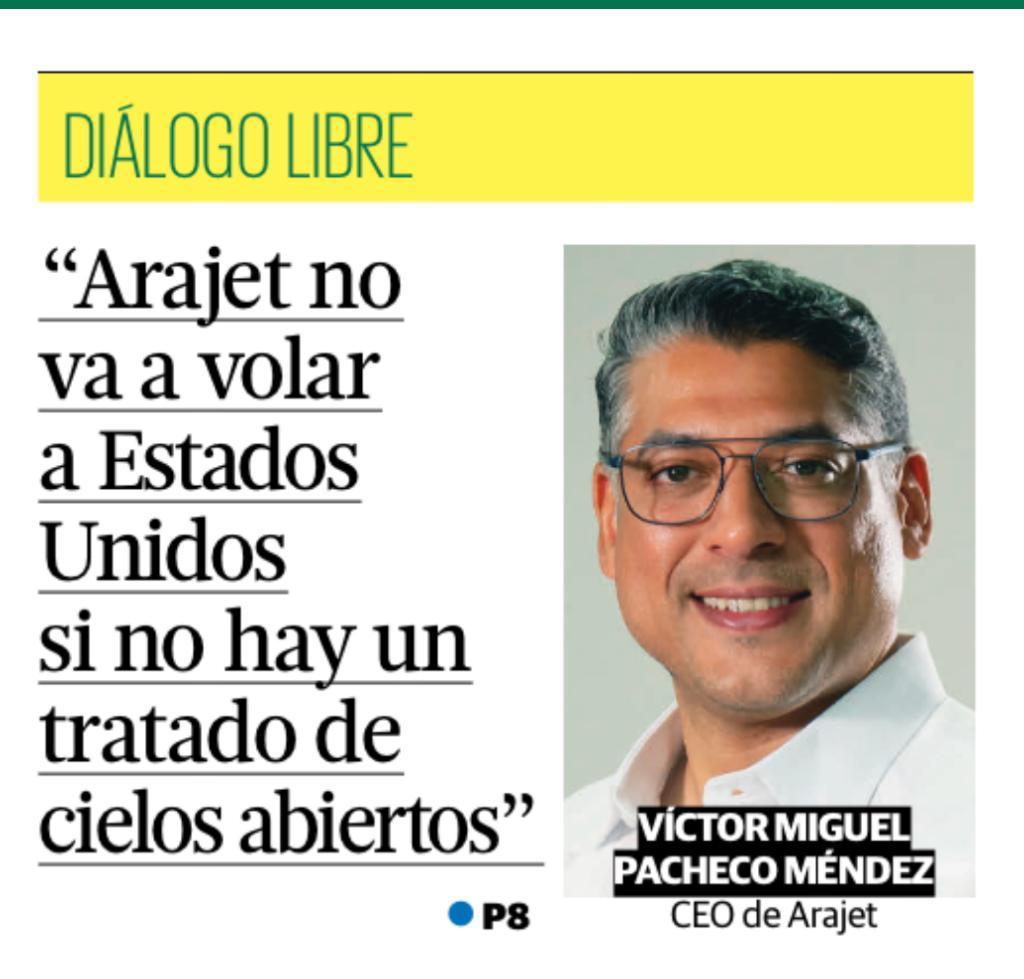 DIÁLOGO LIBRE
“Arajet no
va a volar
a Estados
Unidos
si no hay un
tratado de
cielos abiertos”
P8
VÍCTOR MIGUEL
PACHECO MÉNDEZ
CEO de Arajet